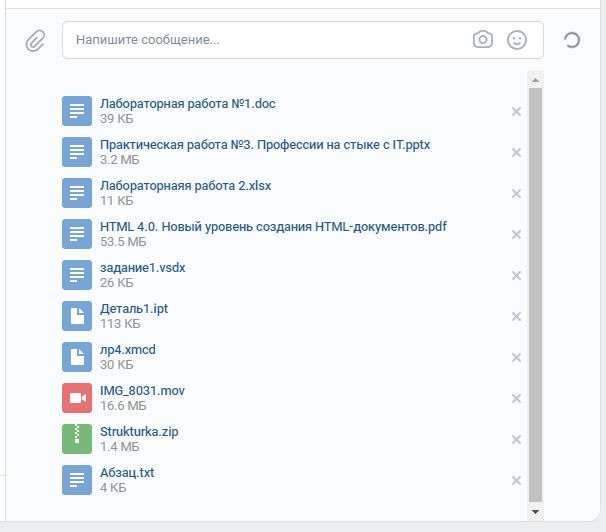 Напишите сообщение...
Лабораторная работа №1.doc
39 КБ
Практическая работа №3. Профессии на стыке с IT.pptx
3.2 МБ
Лабораторнаяя работа 2.xlsx
11 КБ
HTML 4.0. Новый уровень создания HTML-документов.pdf
53.5 МБ
задание1.vsdx
26 КБ
Деталь1.ipt
113 КБ
лр4.xmcd
30 КБ
IMG_8031.mov
16.6 МБ
Strukturka.zip
1.4 МБ
Абзац.txt
4 КБ